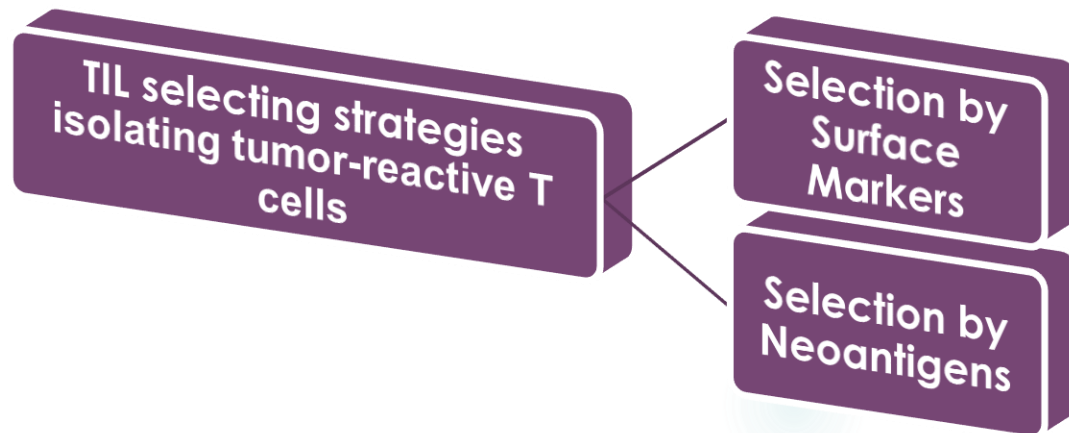 TIL selecting strategies
isolating tumor-reactive T
cells
Selection by
Surface
Markers
Selection by
Neoantigens